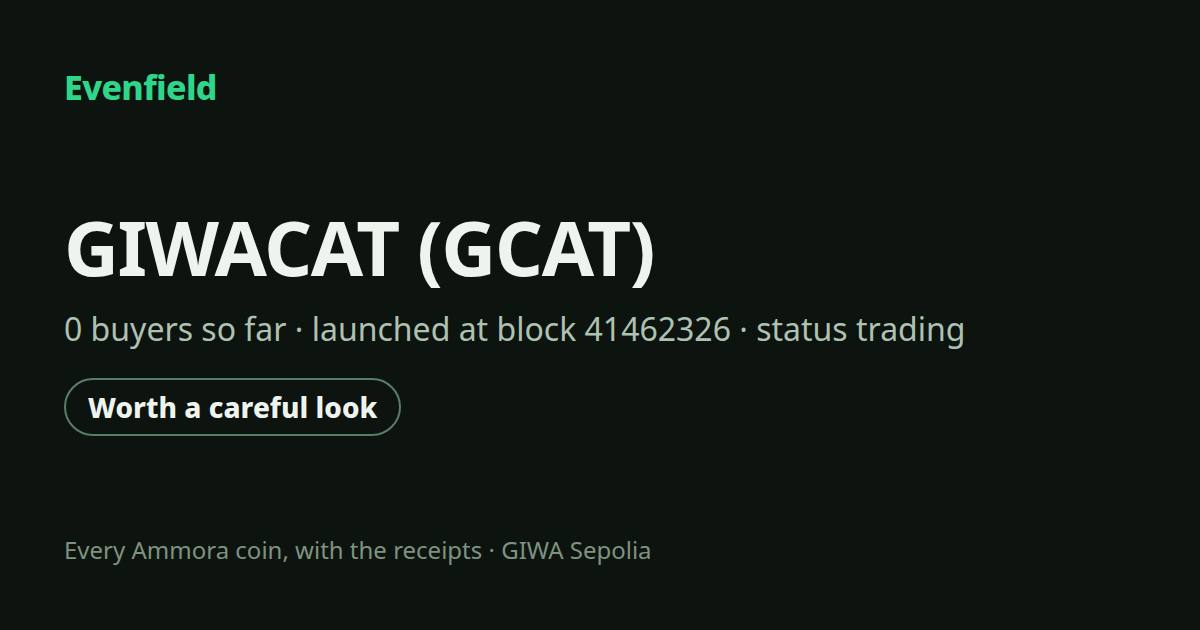 Evenfield
GIWACAT (GCAT)
0 buyers so far · launched at block 41462326 · status trading
Worth a careful look
Every Ammora coin, with the receipts · GIWA Sepolia